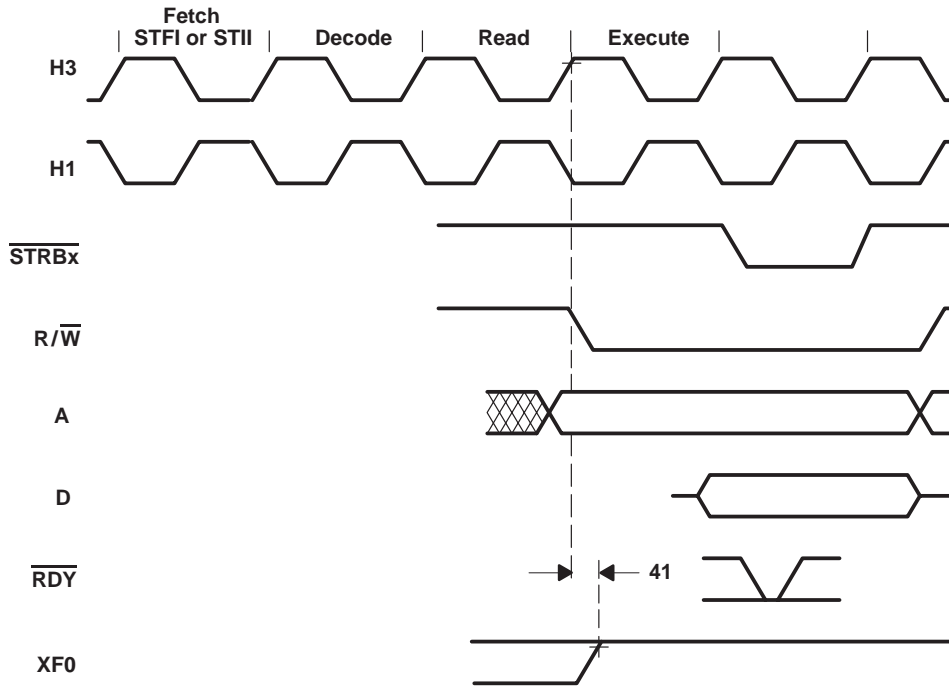 Fetch
STFI or STII
Decode
Read
Execute
H3
H1
STRBx
R/W
A
D
RDY
41
XF0